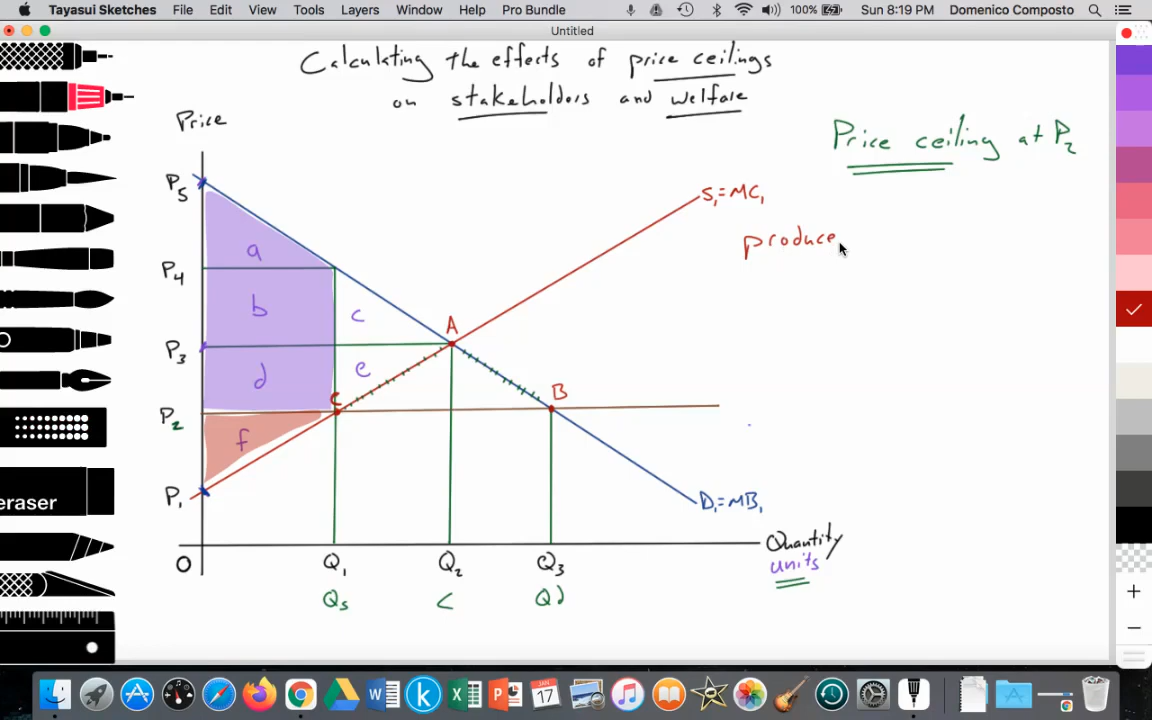 Tayasui Sketches File Edit View Tools Layers Window Help Pro Bundle 100% Sun 8:19 PM Domenico Composto
Untitled
Calculating the effects of price ceilings
on stakeholders and welfare
Price
Price ceiling at P2
P5
S1=MC1
produce
a
P4
b
c
A
P3
d
e
C
B
P2
f
P1
D1=MB1
Quantity
units
O
Q1
Q2
Q3
Qs
<
Qd
eraser
W
k
X
P
JAN
17